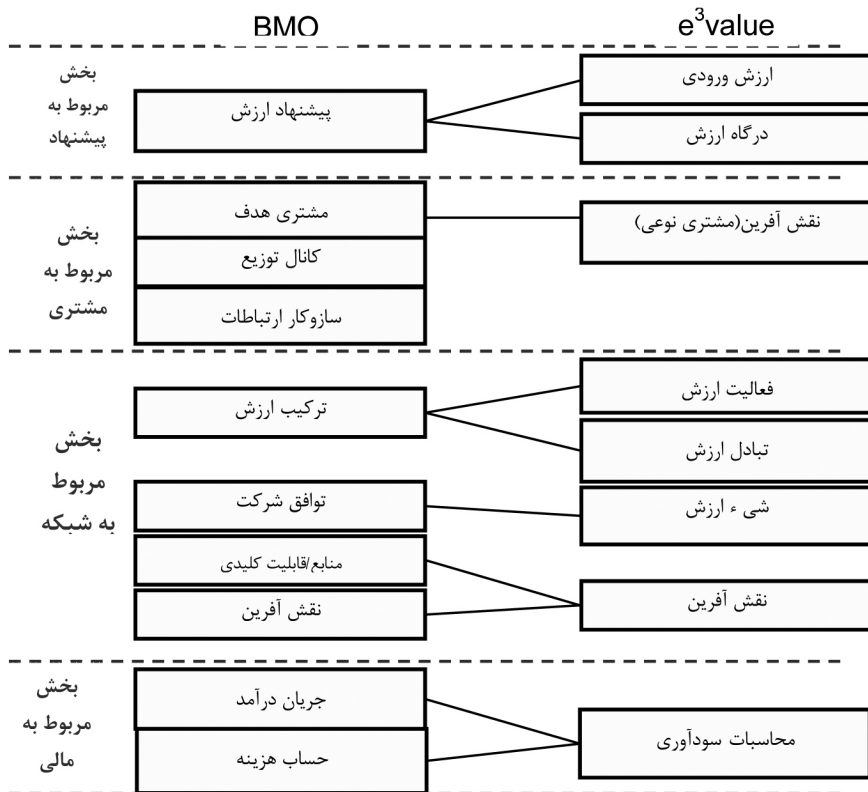 BMO
e³value
بخش
مربوط به
پیشنهاد
پیشنهاد ارزش
ارزش ورودی
درگاه ارزش
بخش
مربوط به
مشتری
مشتری هدف
کانال توزیع
سازوکار ارتباطات
نقش آفرین(مشتری نوعی)
بخش
مربوط
به شبکه
ترکیب ارزش
توافق شرکت
منابع/قابلیت کلیدی
نقش آفرین
فعالیت ارزش
تبادل ارزش
شی ء ارزش
نقش آفرین
بخش
مربوط به
مالی
جریان درآمد
حساب هزینه
محاسبات سودآوری